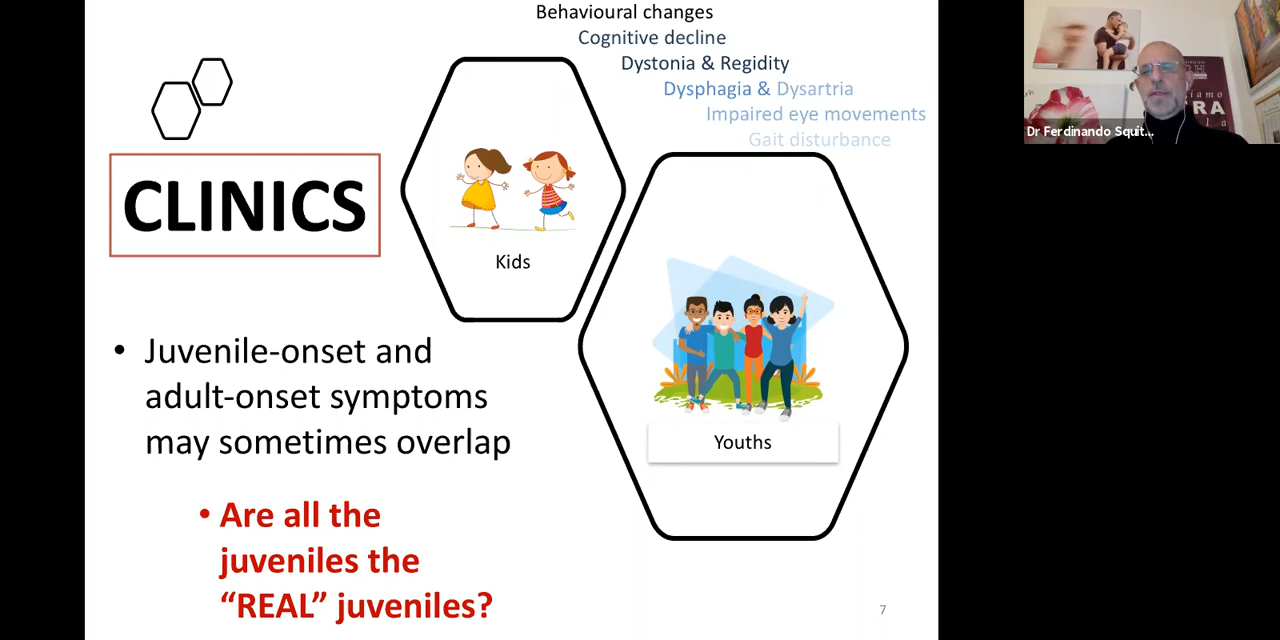 Behavioural changes
Cognitive decline
Dystonia & Regidity
Dysphagia & Dysartria
Impaired eye movements
Gait disturbance
CLINICS
Kids
Youths
• Juvenile-onset and
adult-onset symptoms
may sometimes overlap
• Are all the
juveniles the
“REAL” juveniles?
7
Dr Ferdinando Squit...